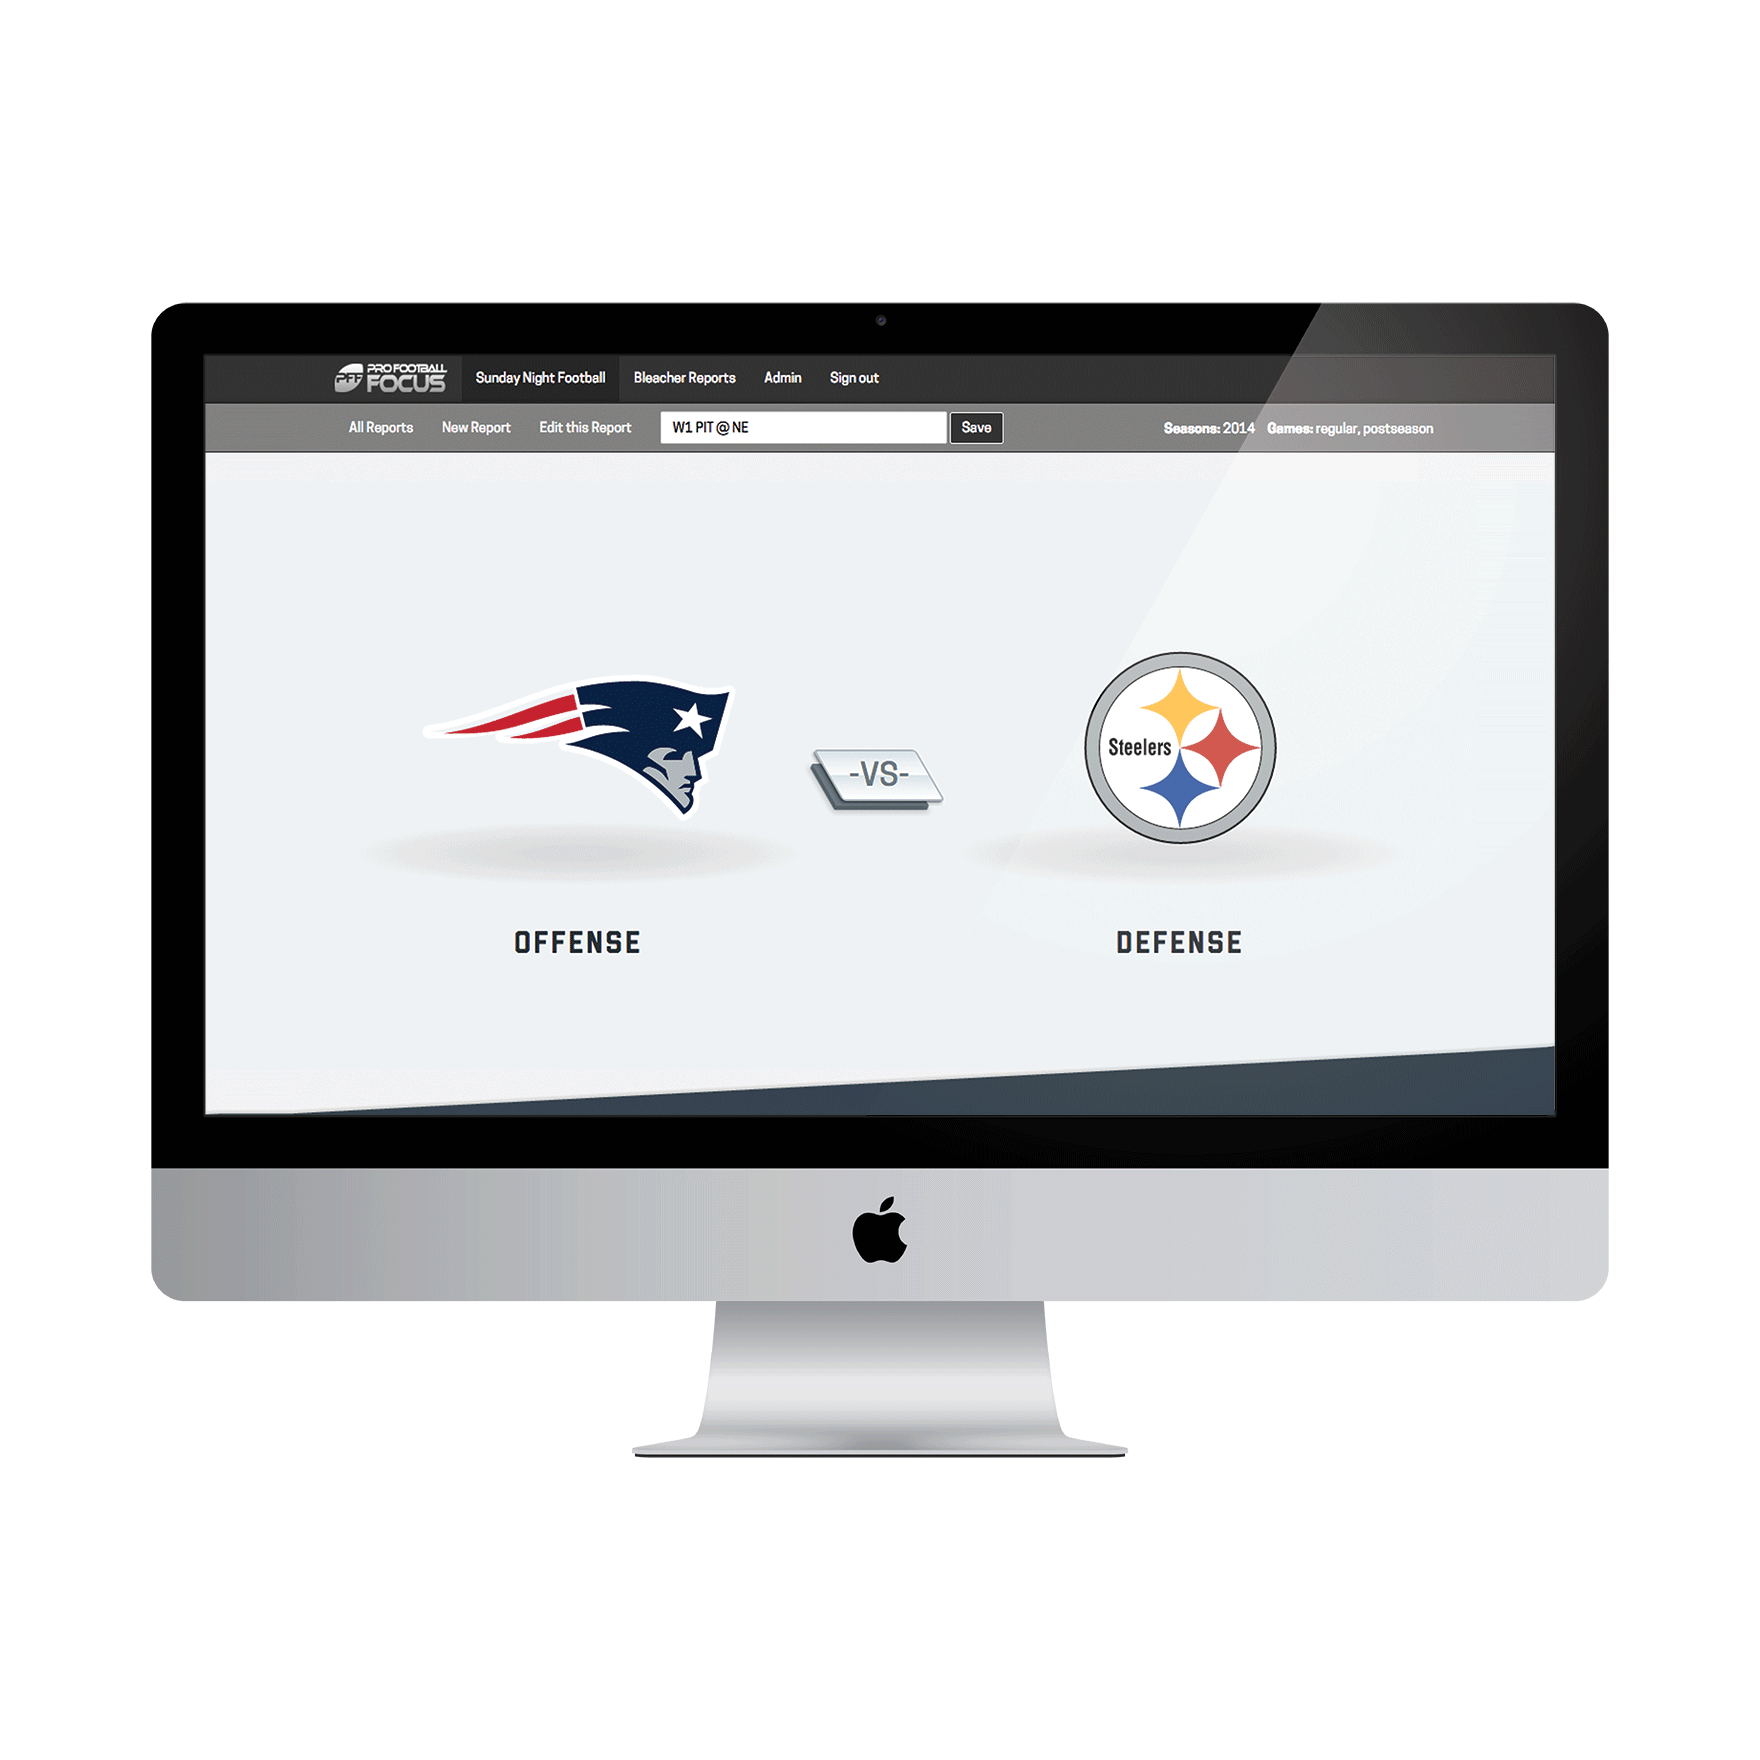 PFF PRO FOOTBALL FOCUS Sunday Night Football Bleacher Reports Admin Sign out
All Reports New Report Edit this Report W1 PIT @ NE Save Seasons: 2014 Games: regular, postseason
Steelers
-VS-
OFFENSE DEFENSE